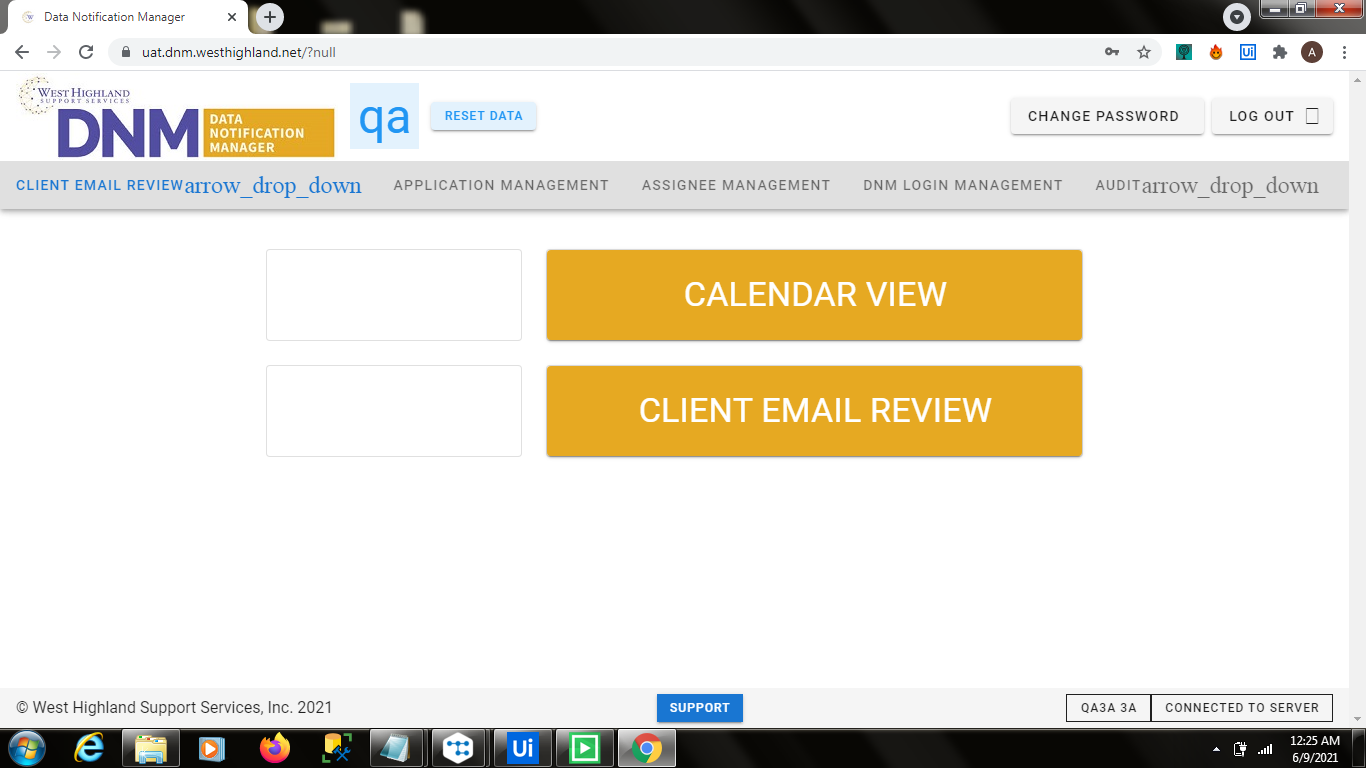 Data Notification Manager
uat.dnm.westhighland.net/?null
A
WEST HIGHLAND
SUPPORT SERVICES
DNM
DATA
NOTIFICATION
MANAGER
qa
RESET DATA
CHANGE PASSWORD
LOG OUT
CLIENT EMAIL REVIEWarrow_drop_down APPLICATION MANAGEMENT ASSIGNEE MANAGEMENT DNM LOGIN MANAGEMENT AUDITarrow_drop_down
CALENDAR VIEW
CLIENT EMAIL REVIEW
© West Highland Support Services, Inc. 2021
SUPPORT
QA3A 3A
CONNECTED TO SERVER
Ui
12:25 AM
6/9/2021